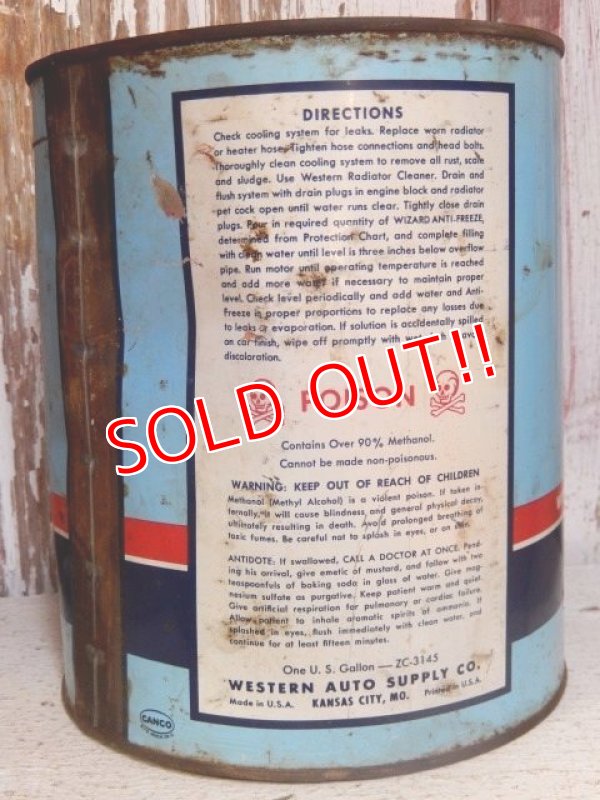 DIRECTIONS
Check cooling system for leaks. Replace worn radiator
or heater hose. Tighten hose connections and head bolts.
Thoroughly clean cooling system to remove all rust, scale
and sludge. Use Western Radiator Cleaner. Drain and
flush system with drain plugs in engine block and radiator
pet cock open until water runs clear. Tightly close drain
plugs. Pour in required quantity of WIZARD ANTI-FREEZE,
determined from Protection Chart, and complete filling
with clean water until level is three inches below overflow
pipe. Run motor until operating temperature is reached
and add more water if necessary to maintain proper
level. Check level periodically and add water and Anti-
freeze in proper proportions to replace any losses due
to leaks or evaporation. If solution is accidentally spilled
on car finish, wipe off promptly with wet
discoloration.
SOLD OUT!!
POISON
Contains Over 90% Methanol.
Cannot be made non-poisonous.
WARNING: KEEP OUT OF REACH OF CHILDREN
Methanol (Methyl Alcohol) is a violent poison. If taken in-
ternally, it will cause blindness and general physical decay,
ultimately resulting in death. Avoid prolonged breathing of
toxic fumes. Be careful not to splash in eyes, or on skin.
ANTIDOTE: If swallowed, CALL A DOCTOR AT ONCE. Pend-
ing his arrival, give emetic of mustard, and follow with two
teaspoonfuls of baking soda in glass of water. Give mag-
nesium sulfate as purgative. Keep patient warm and quiet.
Give artificial respiration for pulmonary or cardiac failure.
Allow patient to inhale aromatic spirits of ammonia. If
splashed in eyes, flush immediately with clean water, and
continue for at least fifteen minutes.
One U. S. Gallon — ZC-3145
WESTERN AUTO SUPPLY CO.
Made in U.S.A. KANSAS CITY, MO. Printed in U.S.A.
CANCO